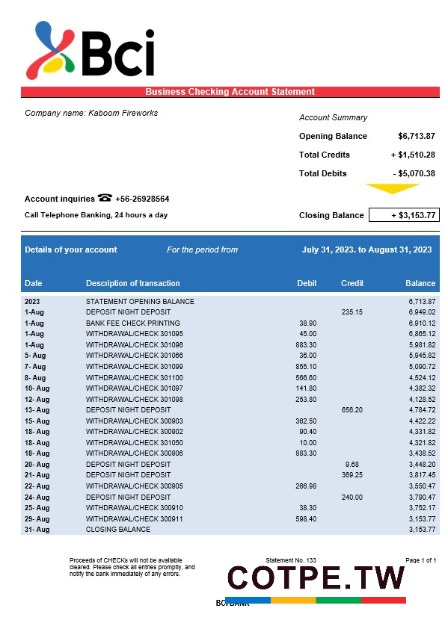 Bci
Business Checking Account Statement
Company name: Kaboom Fireworks
Account Summary
Opening Balance $6,713.87
Total Credits + $1,510.28
Total Debits - $5,070.38
Account inquiries ☎ +56-26928564
Call Telephone Banking, 24 hours a day
Closing Balance + $3,153.77
Details of your account For the period from July 31, 2023. to August 31, 2023
Date Description of transaction Debit Credit Balance
2023 STATEMENT OPENING BALANCE 6,713.87
1-Aug DEPOSIT NIGHT DEPOSIT 235.15 6,949.02
1-Aug BANK FEE CHECK PRINTING 38.90 6,910.12
1-Aug WITHDRAWAL/CHECK 301095 45.00 6,865.12
1-Aug WITHDRAWAL/CHECK 301096 883.30 5,981.82
5- Aug WITHDRAWAL/CHECK 301066 36.00 5,945.82
7- Aug WITHDRAWAL/CHECK 301099 855.10 5,090.72
8- Aug WITHDRAWAL/CHECK 301100 566.60 4,524.12
10- Aug WITHDRAWAL/CHECK 301097 141.80 4,382.32
12- Aug WITHDRAWAL/CHECK 301098 253.80 4,128.52
13- Aug DEPOSIT NIGHT DEPOSIT 656.20 4,784.72
15- Aug WITHDRAWAL/CHECK 300903 362.50 4,422.22
18- Aug WITHDRAWAL/CHECK 300902 90.40 4,331.82
18- Aug WITHDRAWAL/CHECK 301050 10.00 4,321.82
18- Aug WITHDRAWAL/CHECK 300906 883.30 3,438.52
20- Aug DEPOSIT NIGHT DEPOSIT 9.68 3,448.20
21- Aug DEPOSIT NIGHT DEPOSIT 369.25 3,817.45
22- Aug WITHDRAWAL/CHECK 300905 266.98 3,550.47
24- Aug DEPOSIT NIGHT DEPOSIT 240.00 3,790.47
25- Aug WITHDRAWAL/CHECK 300910 38.30 3,752.17
29- Aug WITHDRAWAL/CHECK 300911 598.40 3,153.77
31- Aug CLOSING BALANCE 3,153.77
Proceeds of CHECKs will not be available
cleared. Please check all entries promptly, and
notify the bank immediately of any errors.
Statement No. 133
Page 1 of 1
COTPE.TW
BCI BANK